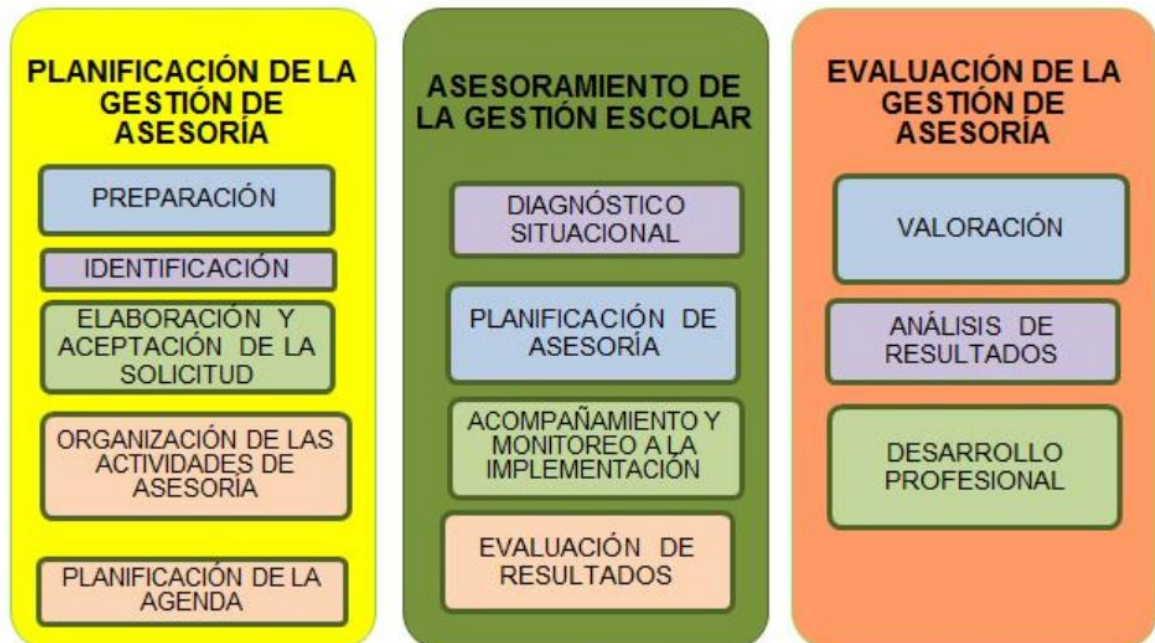 PLANIFICACIÓN DE LA
GESTIÓN DE
ASESORÍA
PREPARACIÓN
IDENTIFICACIÓN
ELABORACIÓN Y
ACEPTACIÓN DE LA
SOLICITUD
ORGANIZACIÓN DE LAS
ACTIVIDADES DE
ASESORÍA
PLANIFICACIÓN DE LA
AGENDA
ASESORAMIENTO DE
LA GESTIÓN ESCOLAR
DIAGNÓSTICO
SITUACIONAL
PLANIFICACIÓN DE
ASESORÍA
ACOMPAÑAMIENTO Y
MONITOREO A LA
IMPLEMENTACIÓN
EVALUACIÓN DE
RESULTADOS
EVALUACIÓN DE LA
GESTIÓN DE
ASESORÍA
VALORACIÓN
ANÁLISIS DE
RESULTADOS
DESARROLLO
PROFESIONAL